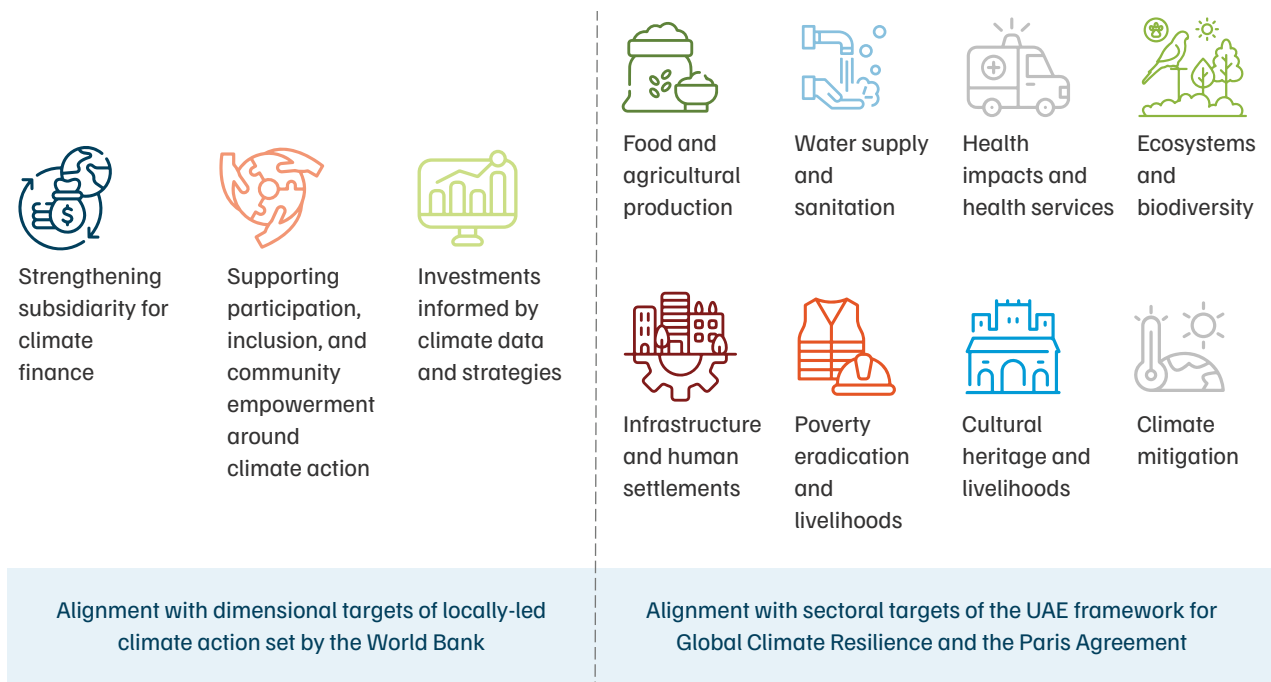 Strengthening
subsidiarity for
climate
finance
Supporting
participation,
inclusion, and
community
empowerment
around
climate action
Investments
informed by
climate data
and strategies
Alignment with dimensional targets of locally-led
climate action set by the World Bank
Food and
agricultural
production
Water supply
and
sanitation
Health
impacts and
health services
Ecosystems
and
biodiversity
Infrastructure
and human
settlements
Poverty
eradication
and
livelihoods
Cultural
heritage and
livelihoods
Climate
mitigation
Alignment with sectoral targets of the UAE framework for
Global Climate Resilience and the Paris Agreement